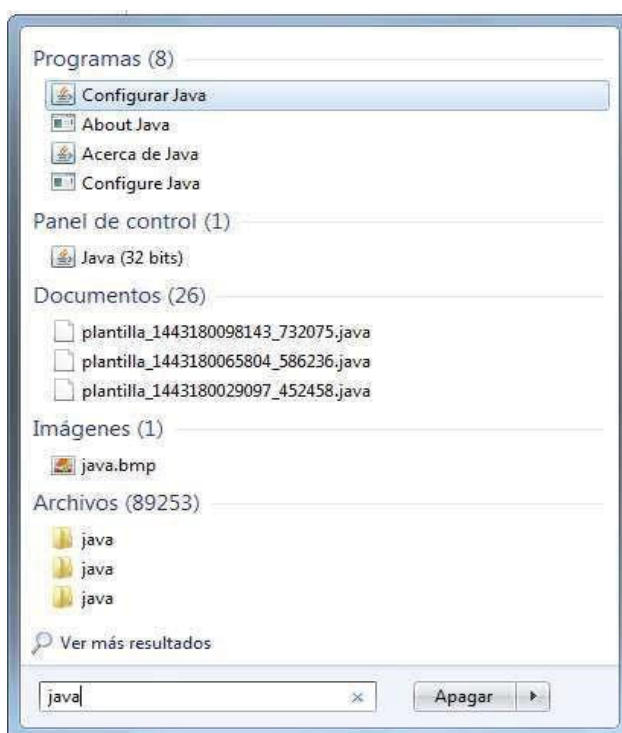 Programas (8)
Configurar Java
About Java
Acerca de Java
Configure Java
Panel de control (1)
Java (32 bits)
Documentos (26)
plantilla_1443180098143_732075.java
plantilla_1443180065804_586236.java
plantilla_1443180029097_452458.java
Imágenes (1)
java.bmp
Archivos (89253)
java
java
java
Ver más resultados
java
Apagar